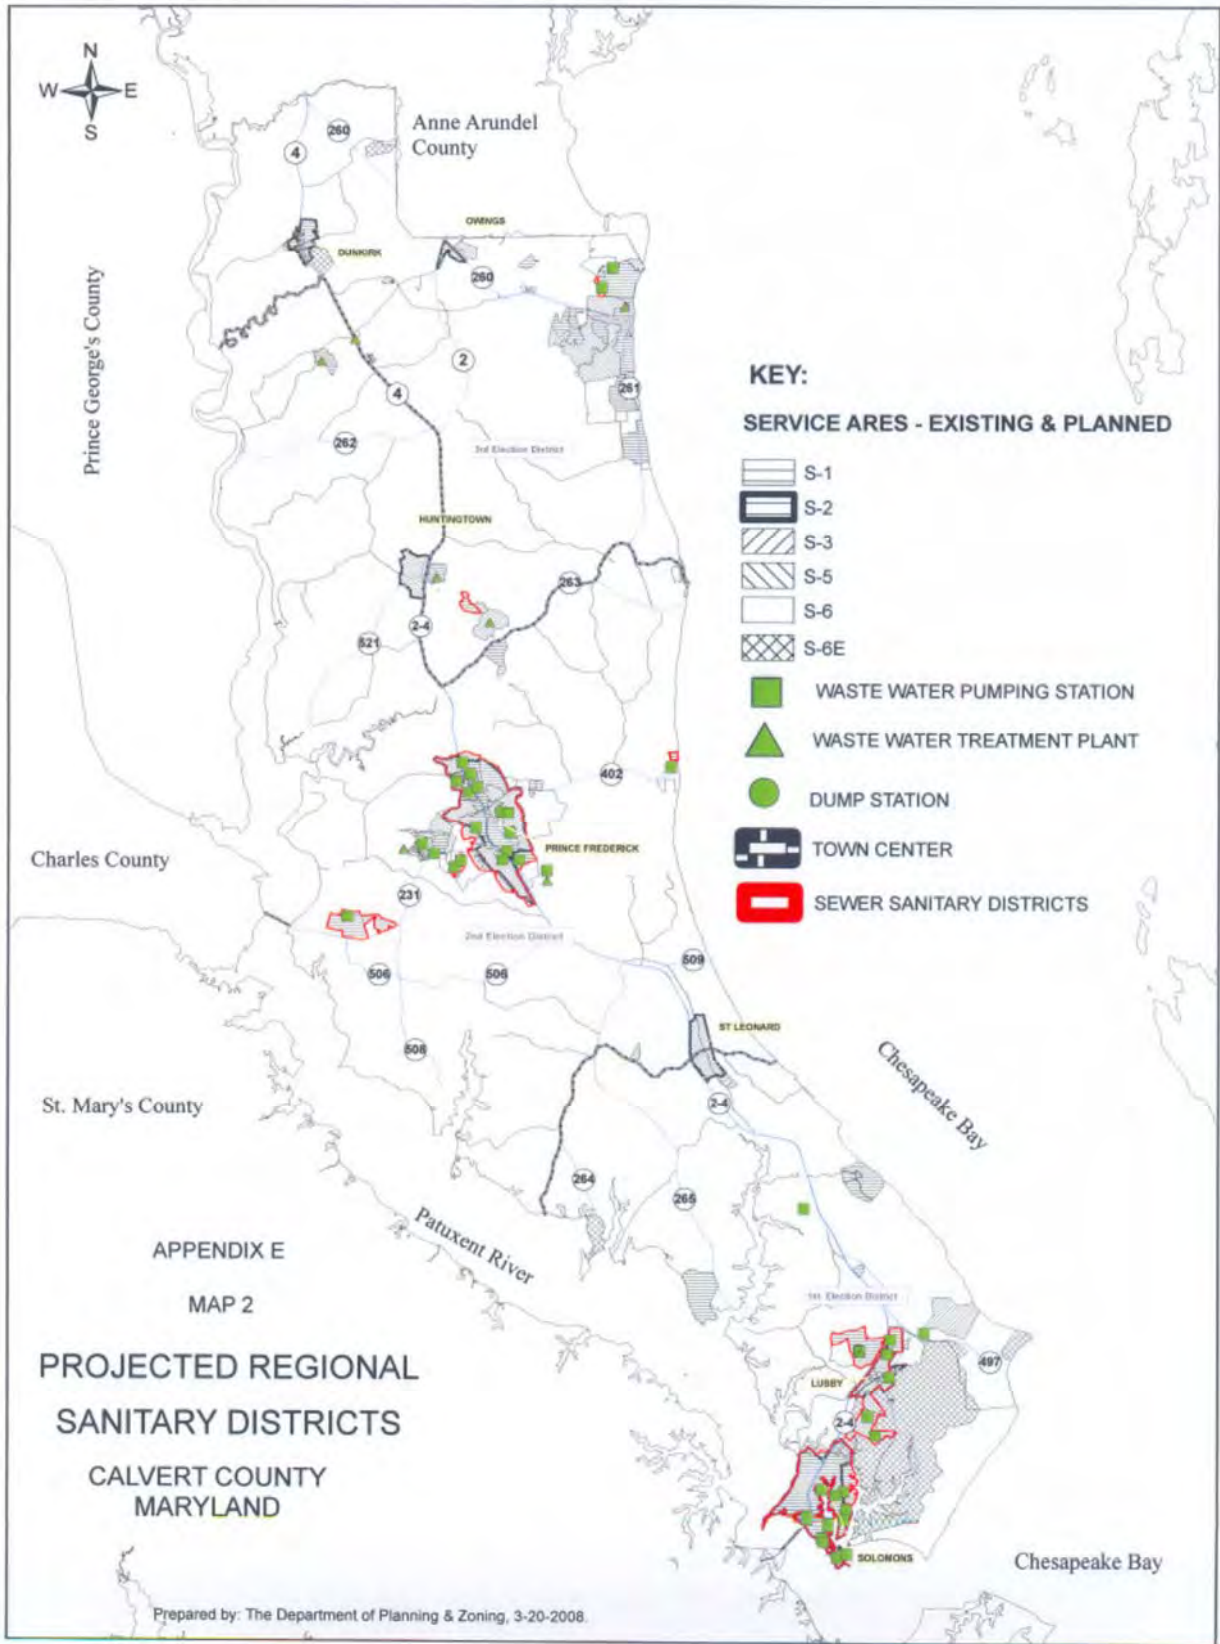 N
W E
S
Anne Arundel
County
260
4
OWINGS
DUNKIRK
260
Prince George's County
2
4
261
262
3rd Election District
HUNTINGTOWN
263
2-4
521
KEY:
SERVICE ARES - EXISTING & PLANNED
S-1
S-2
S-3
S-5
S-6
S-6E
WASTE WATER PUMPING STATION
WASTE WATER TREATMENT PLANT
DUMP STATION
TOWN CENTER
SEWER SANITARY DISTRICTS
402
Charles County
PRINCE FREDERICK
231
2nd Election District
506
506
509
508
ST LEONARD
Chesapeake Bay
St. Mary's County
2-4
264
265
Patuxent River
1st. Election District
497
LUSBY
2-4
SOLOMONS
Chesapeake Bay
APPENDIX E
MAP 2
PROJECTED REGIONAL
SANITARY DISTRICTS
CALVERT COUNTY
MARYLAND
Prepared by: The Department of Planning & Zoning, 3-20-2008.